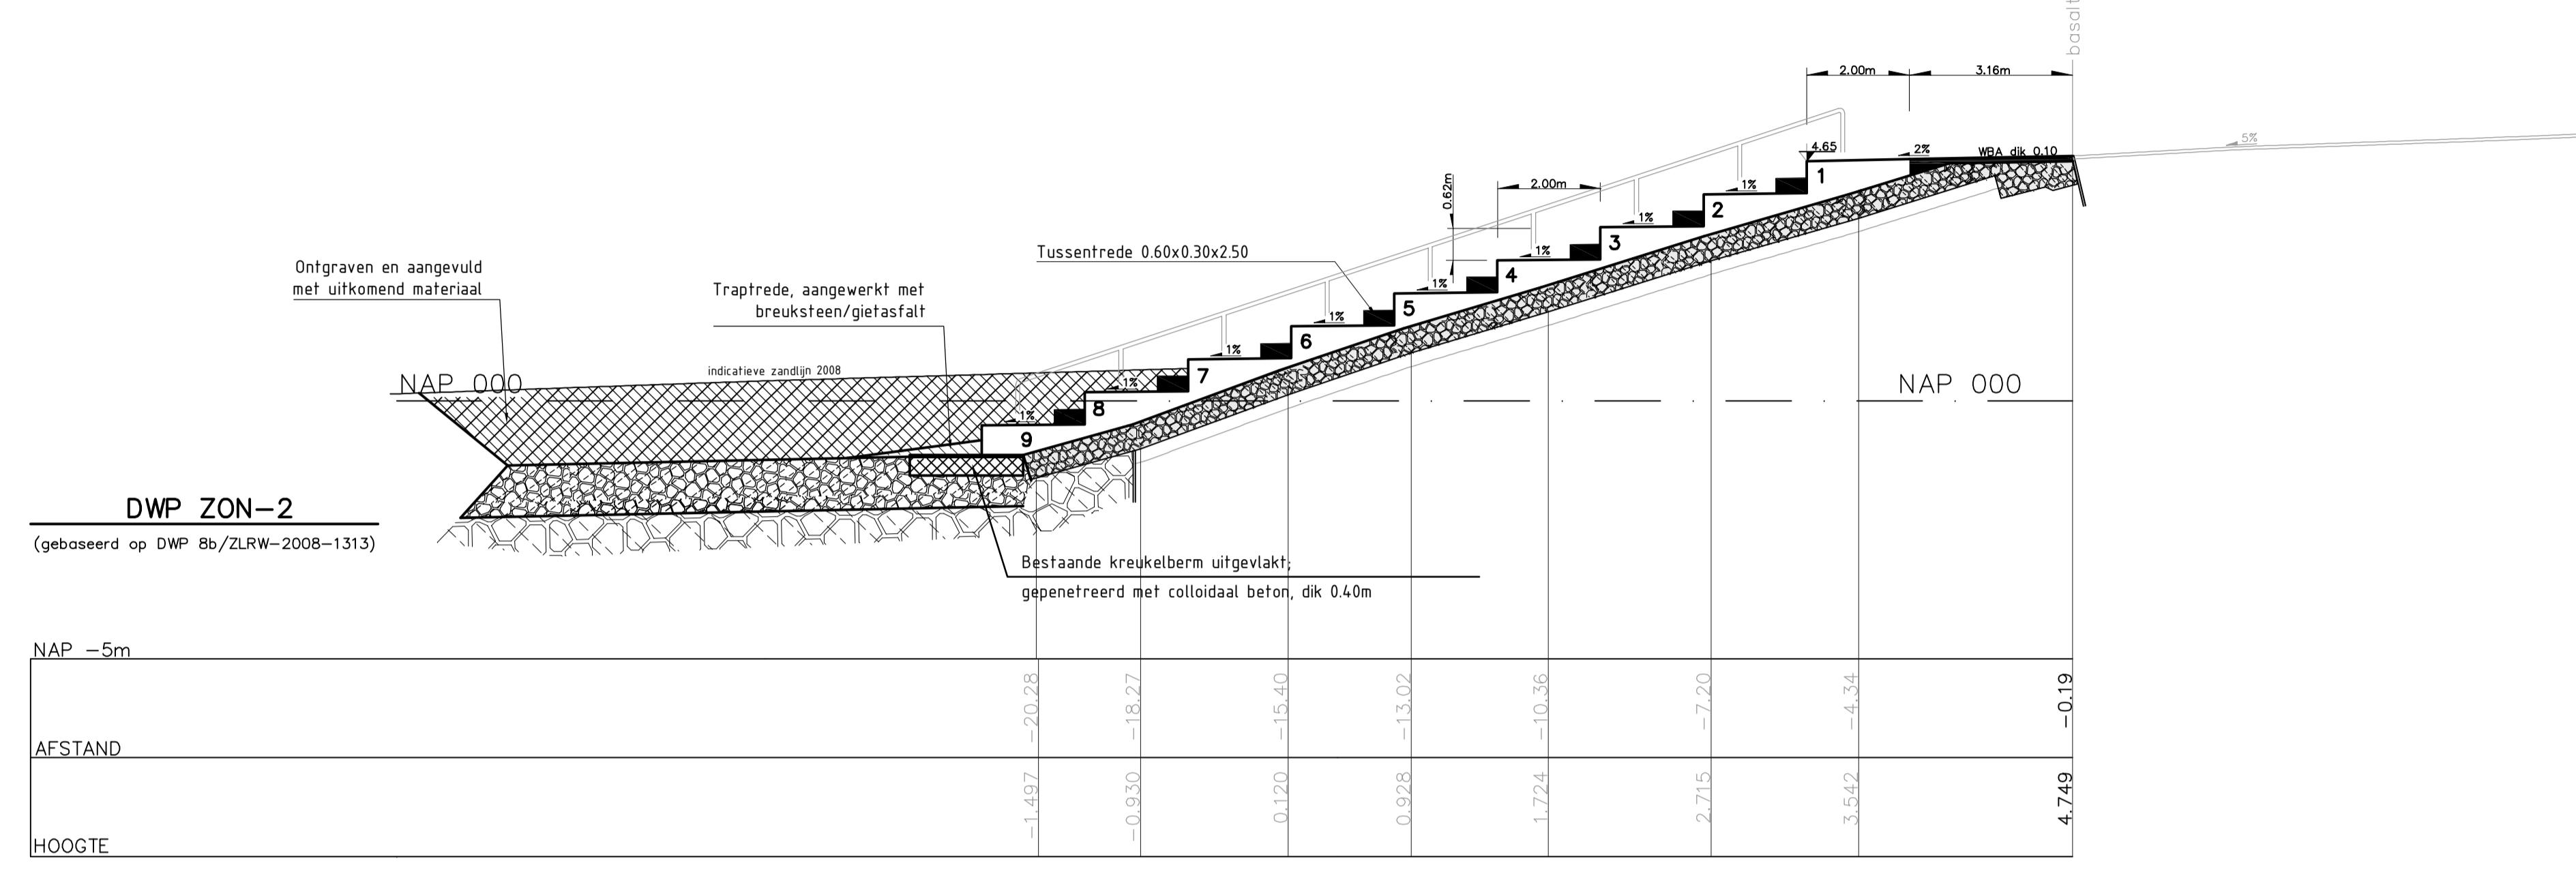 basalt
2.00m
3.16m
5%
4.65
2%
WBA dik 0.10
1
1%
2
0.62m
2.00m
1%
3
1%
4
Tussentrede 0.60x0.30x2.50
1%
5
1%
6
1%
7
1%
8
1%
9
Ontgraven en aangevuld
met uitkomend materiaal
Traptrede, aangewerkt met
breuksteen/gietasfalt
indicatieve zandlijn 2008
NAP 000
NAP 000
DWP ZON-2
(gebaseerd op DWP 8b/ZLRW-2008-1313)
Bestaande kreukelberm uitgevlakt;
gepenetreerd met colloidaal beton, dik 0.40m
NAP -5m
AFSTAND
-20.28
-18.27
-15.40
-13.02
-10.36
-7.20
-4.34
-0.19
HOOGTE
-1.497
-0.930
0.120
0.928
1.724
2.715
3.542
4.749